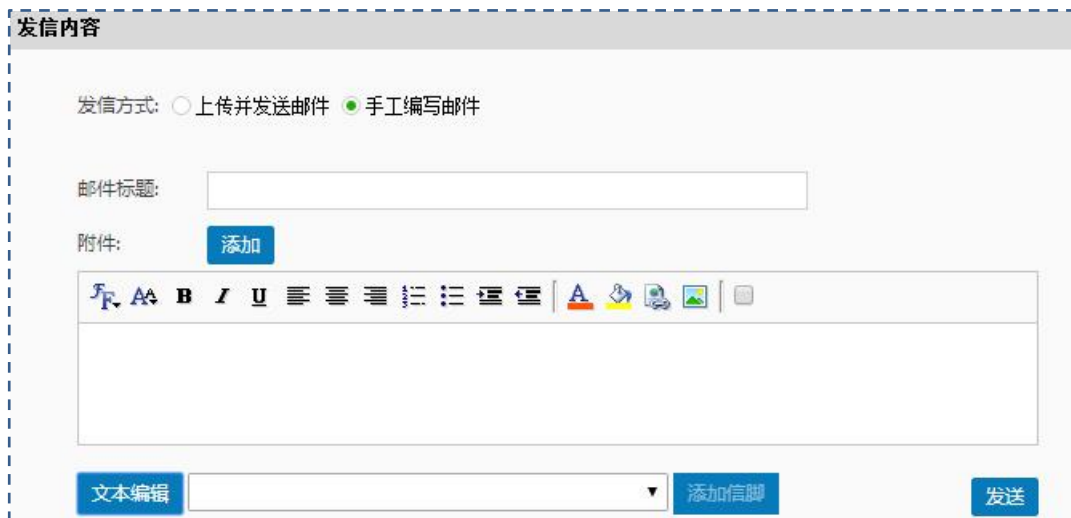 发信内容
发信方式: 上传并发送邮件 手工编写邮件
邮件标题:
附件: 添加
文本编辑 添加信脚 发送